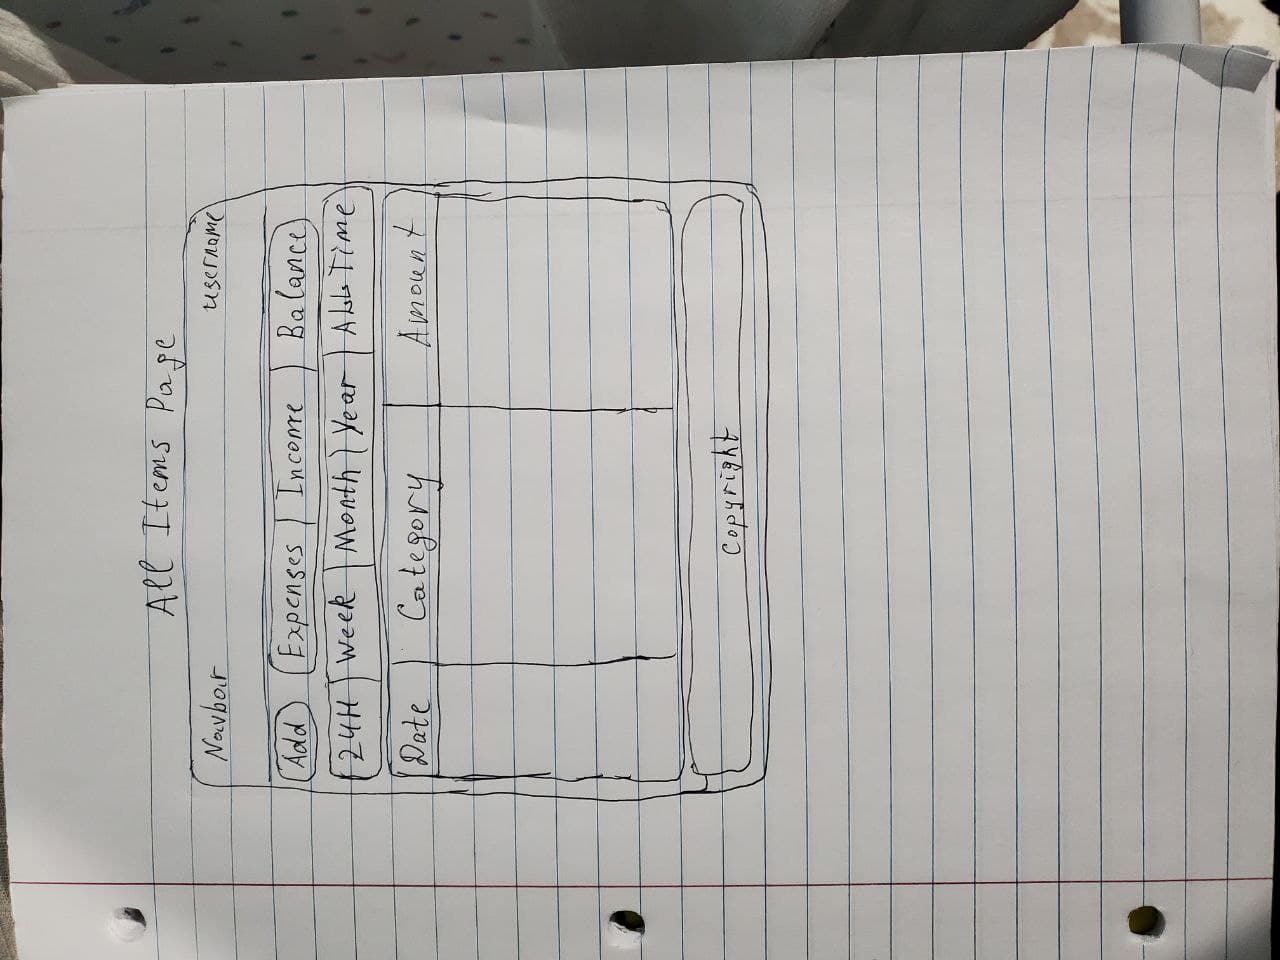 All Items Page
Navbar username
Add Expenses Income Balance
24H Week Month Year All Time
Date Category Amount
Copyright